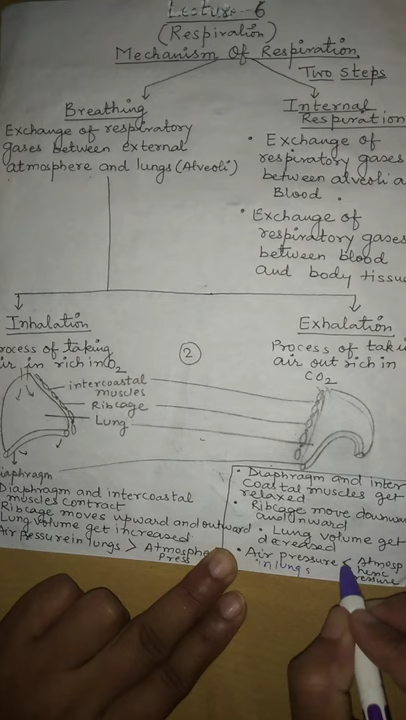 Lecture-6
(Respiration)
Mechanism Of Respiration
Two steps
Breathing
Exchange of respiratory
gases between external
atmosphere and lungs (Alveoli)
Internal
Respiration
• Exchange of
respiratory gases
between alveoli a
Blood.
• Exchange of
respiratory gases
between blood
and body tissue
Inhalation
rocess of taking
ir in rich in O2
2
Exhalation
Process of taki
air out rich in
CO2
intercoastal
muscles
Ribcage
Lung
iaphragm
Diaphragm and intercoastal
muscles contract
Ribcage moves upward and outward
Lung volume get increased
Air pressure in lungs > Atmosphe
Press
• Diaphragm and inter
Coastal muscles get
relaxed
• Ribcage move downwa
and inward
• Lung volume get
decreased
• Air pressure < Atmosp
in lungs heric
pressure